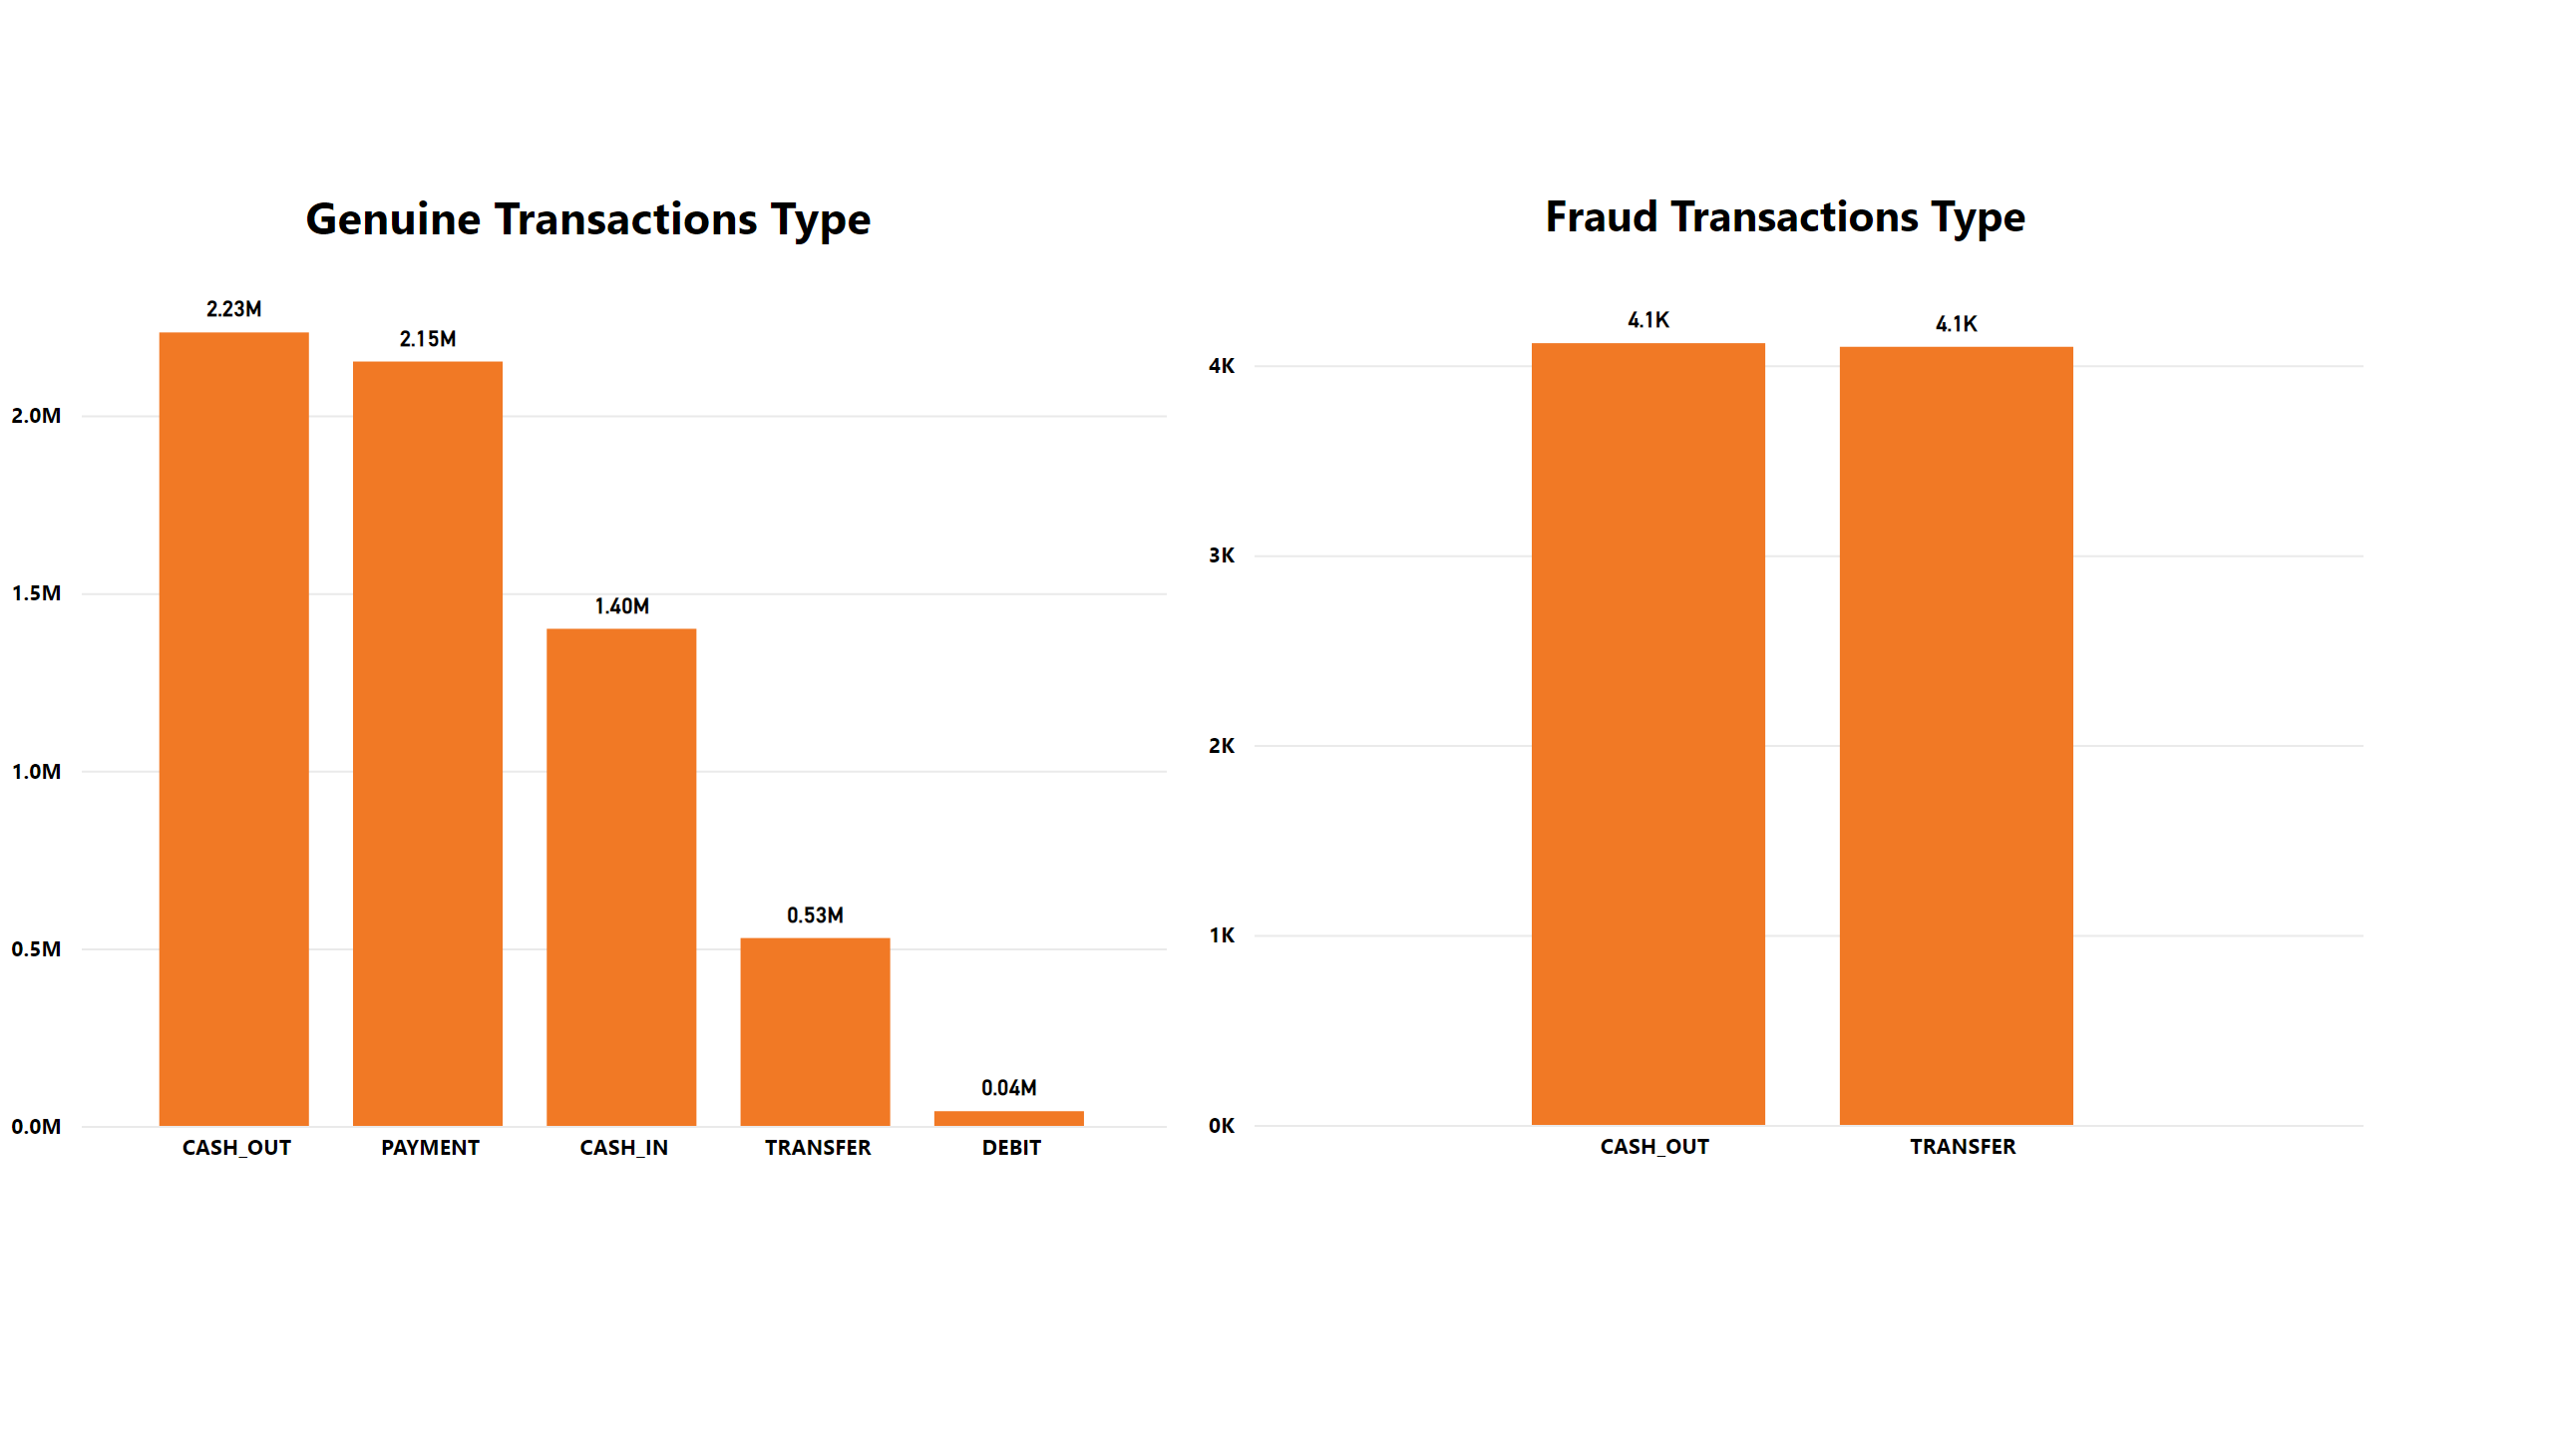 Genuine Transactions Type
2.23M
2.15M
2.0M
1.5M
1.40M
1.0M
0.53M
0.5M
0.04M
0.0M
CASH_OUT PAYMENT CASH_IN TRANSFER DEBIT
Fraud Transactions Type
4.1K
4.1K
4K
3K
2K
1K
0K
CASH_OUT TRANSFER